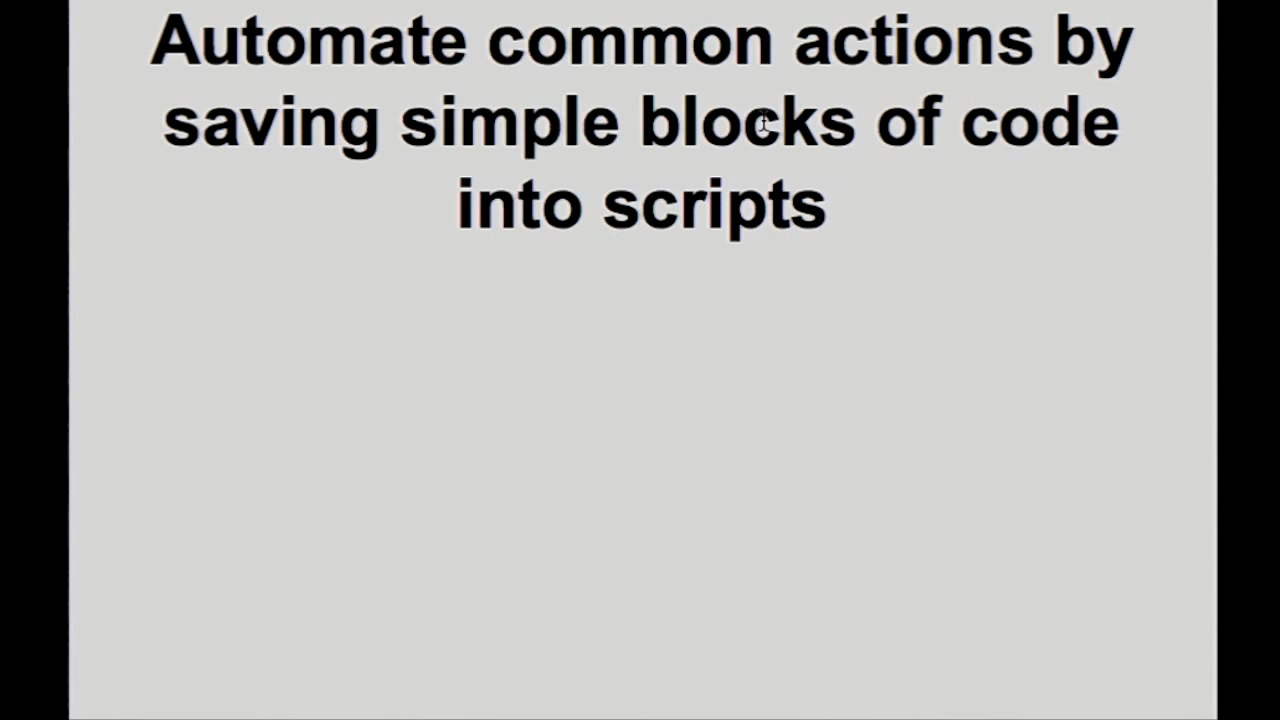 Automate common actions by
saving simple blocks of code
into scripts